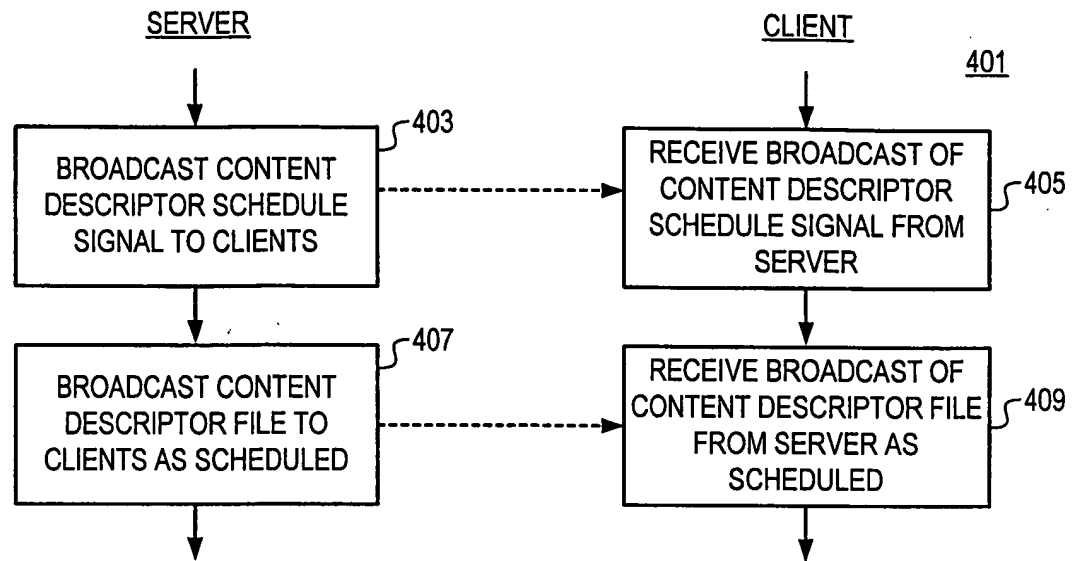 SERVER
CLIENT
401
403
BROADCAST CONTENT
DESCRIPTOR SCHEDULE
SIGNAL TO CLIENTS
RECEIVE BROADCAST OF
CONTENT DESCRIPTOR
SCHEDULE SIGNAL FROM
SERVER
405
407
BROADCAST CONTENT
DESCRIPTOR FILE TO
CLIENTS AS SCHEDULED
RECEIVE BROADCAST OF
CONTENT DESCRIPTOR FILE
FROM SERVER AS
SCHEDULED
409